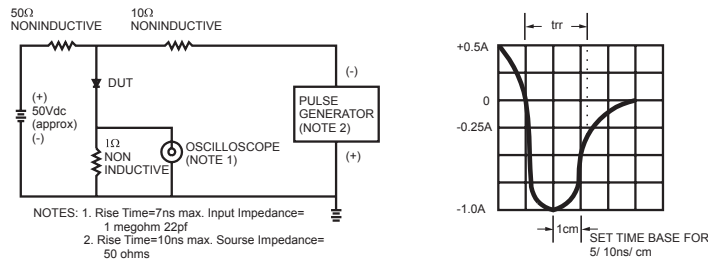 50Ω
NONINDUCTIVE
10Ω
NONINDUCTIVE
(+)
50Vdc
(approx)
(-)
DUT
1Ω
NON
INDUCTIVE
OSCILLOSCOPE
(NOTE 1)
(-)
PULSE
GENERATOR
(NOTE 2)
(+)
NOTES: 1. Rise Time=7ns max. Input Impedance=
1 megohm 22pf
2. Rise Time=10ns max. Sourse Impedance=
50 ohms
trr
+0.5A
0
-0.25A
-1.0A
1cm
SET TIME BASE FOR
5/ 10ns/ cm